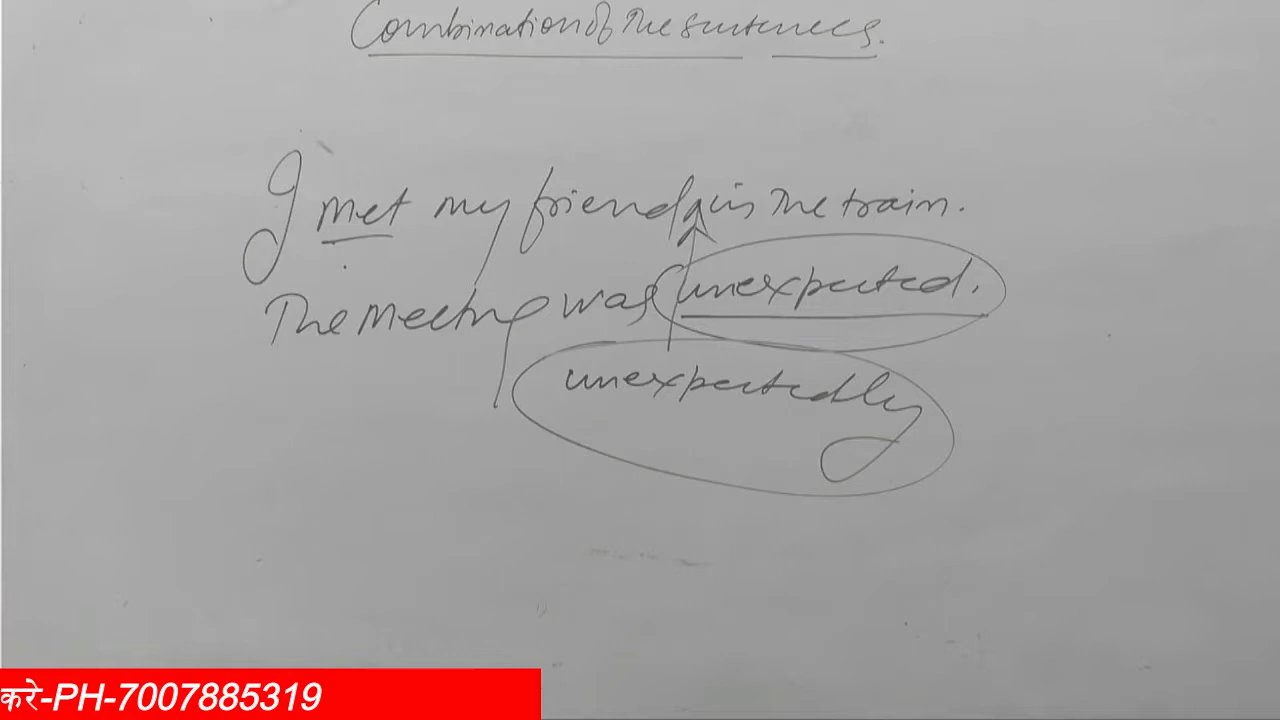 Combination of the sentences.
I met my friend in the train.
The meeting was unexpected.
unexpectedly
करे-PH-7007885319